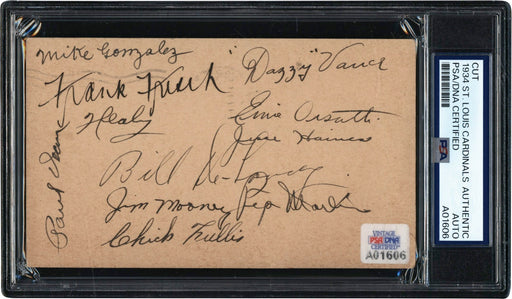 Mike Gonzalez
"Dazzy" Vance
Frank Frisch
Ernie Orsatti
Healy
Jesse Haines
Paul Dean
Bill DeLancey
Jim Mooney Pepper Martin
Chick Fullis
VINTAGE
PSA/DNA
CERTIFIED
A01606
CUT
1934 ST. LOUIS CARDINALS AUTHENTIC
PSA/DNA CERTIFIED AUTO
A01606
PSA